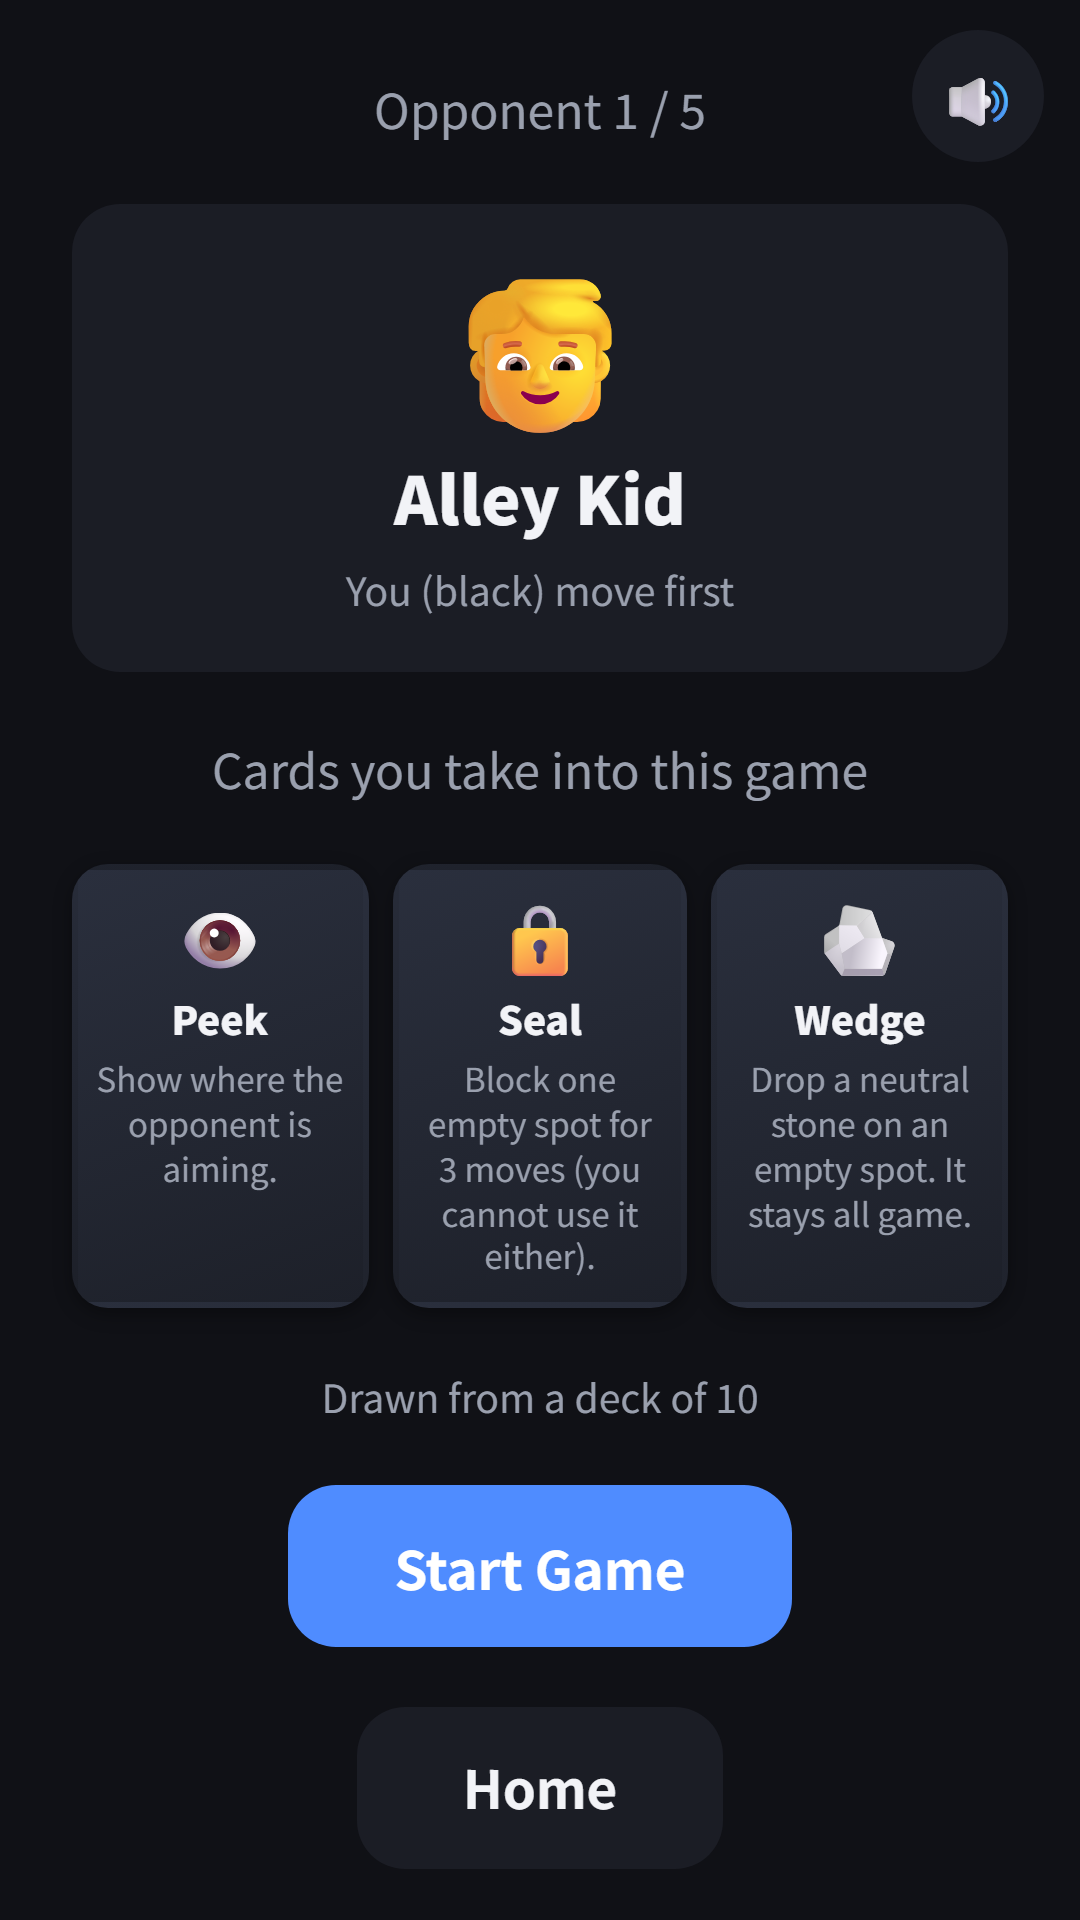 Opponent 1 / 5
Alley Kid
You (black) move first
Cards you take into this game
Peek
Show where the
opponent is
aiming.
Seal
Block one
empty spot for
3 moves (you
cannot use it
either).
Wedge
Drop a neutral
stone on an
empty spot. It
stays all game.
Drawn from a deck of 10
Start Game
Home